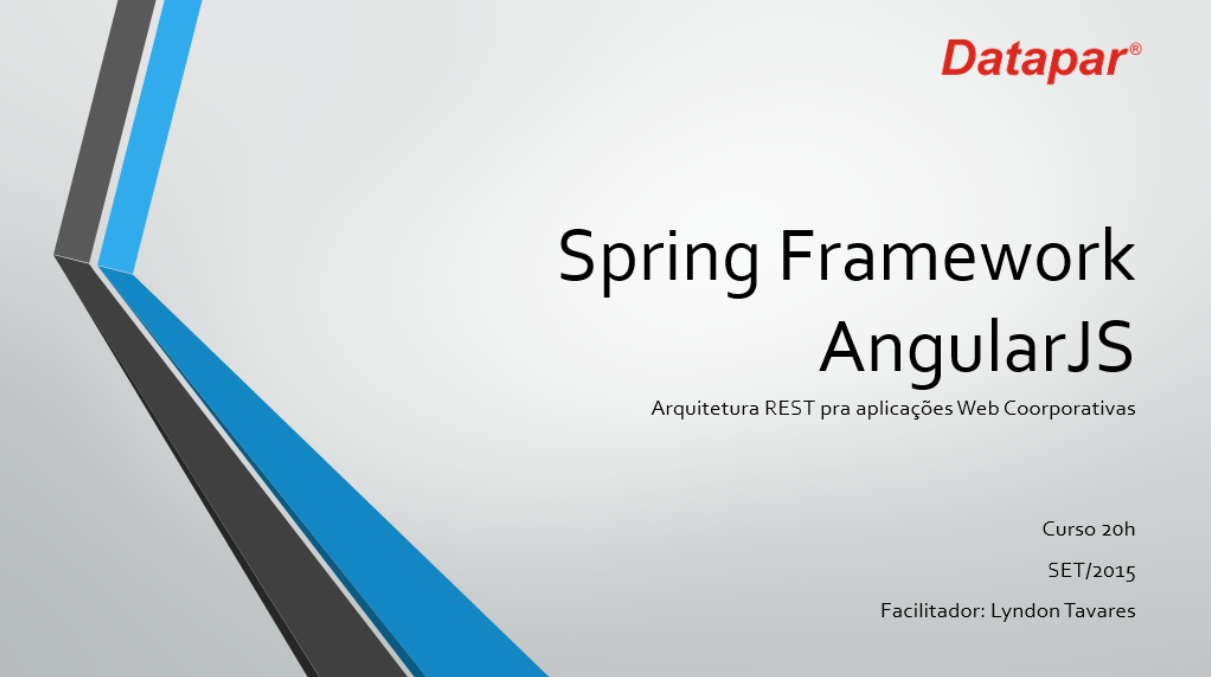 Datapar®
Spring Framework
AngularJS
Arquitetura REST pra aplicações Web Coorporativas
Curso 20h
SET/2015
Facilitador: Lyndon Tavares